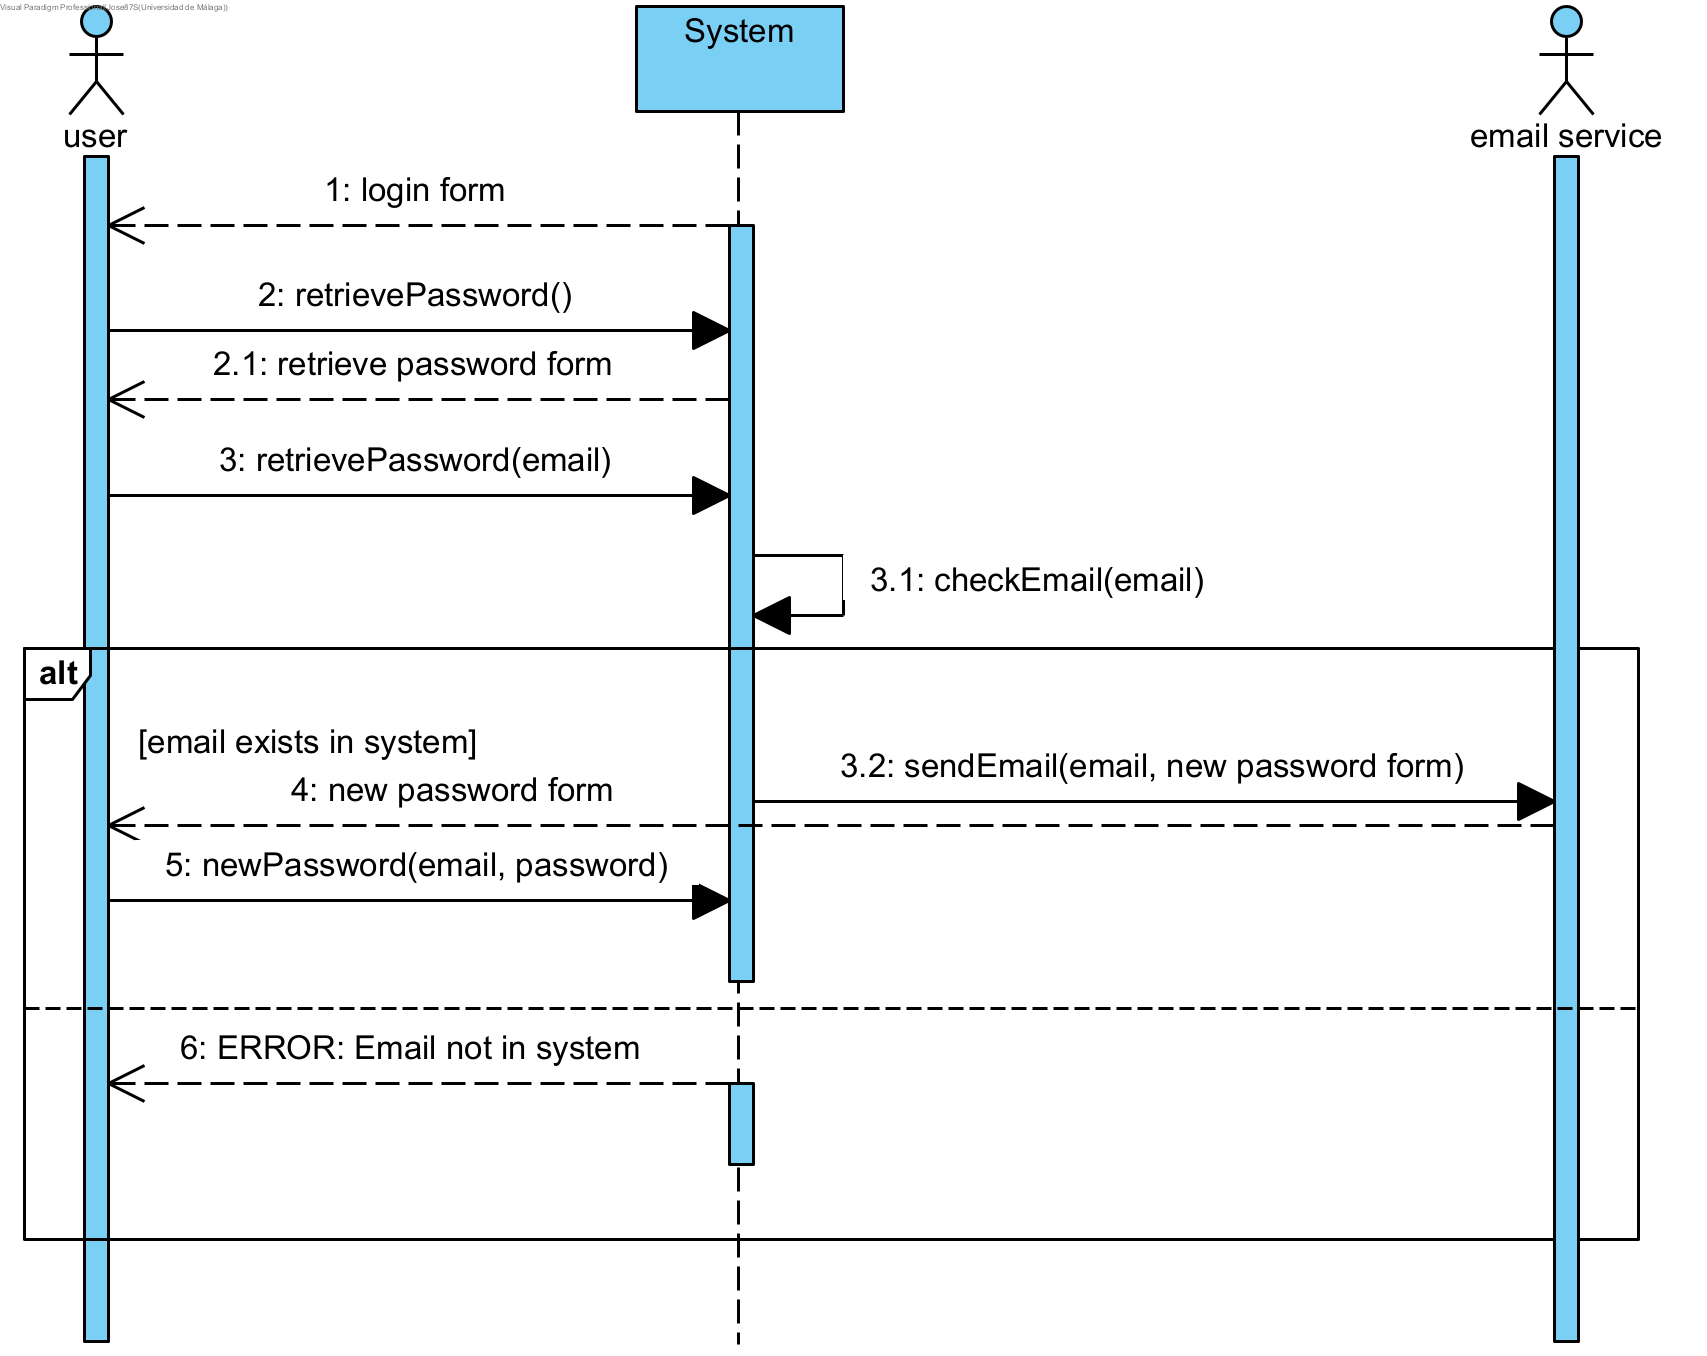 Visual Paradigm Professional(Jose87S(Universidad de Málaga))
System
user
email service
1: login form
2: retrievePassword()
2.1: retrieve password form
3: retrievePassword(email)
3.1: checkEmail(email)
alt
[email exists in system]
3.2: sendEmail(email, new password form)
4: new password form
5: newPassword(email, password)
6: ERROR: Email not in system